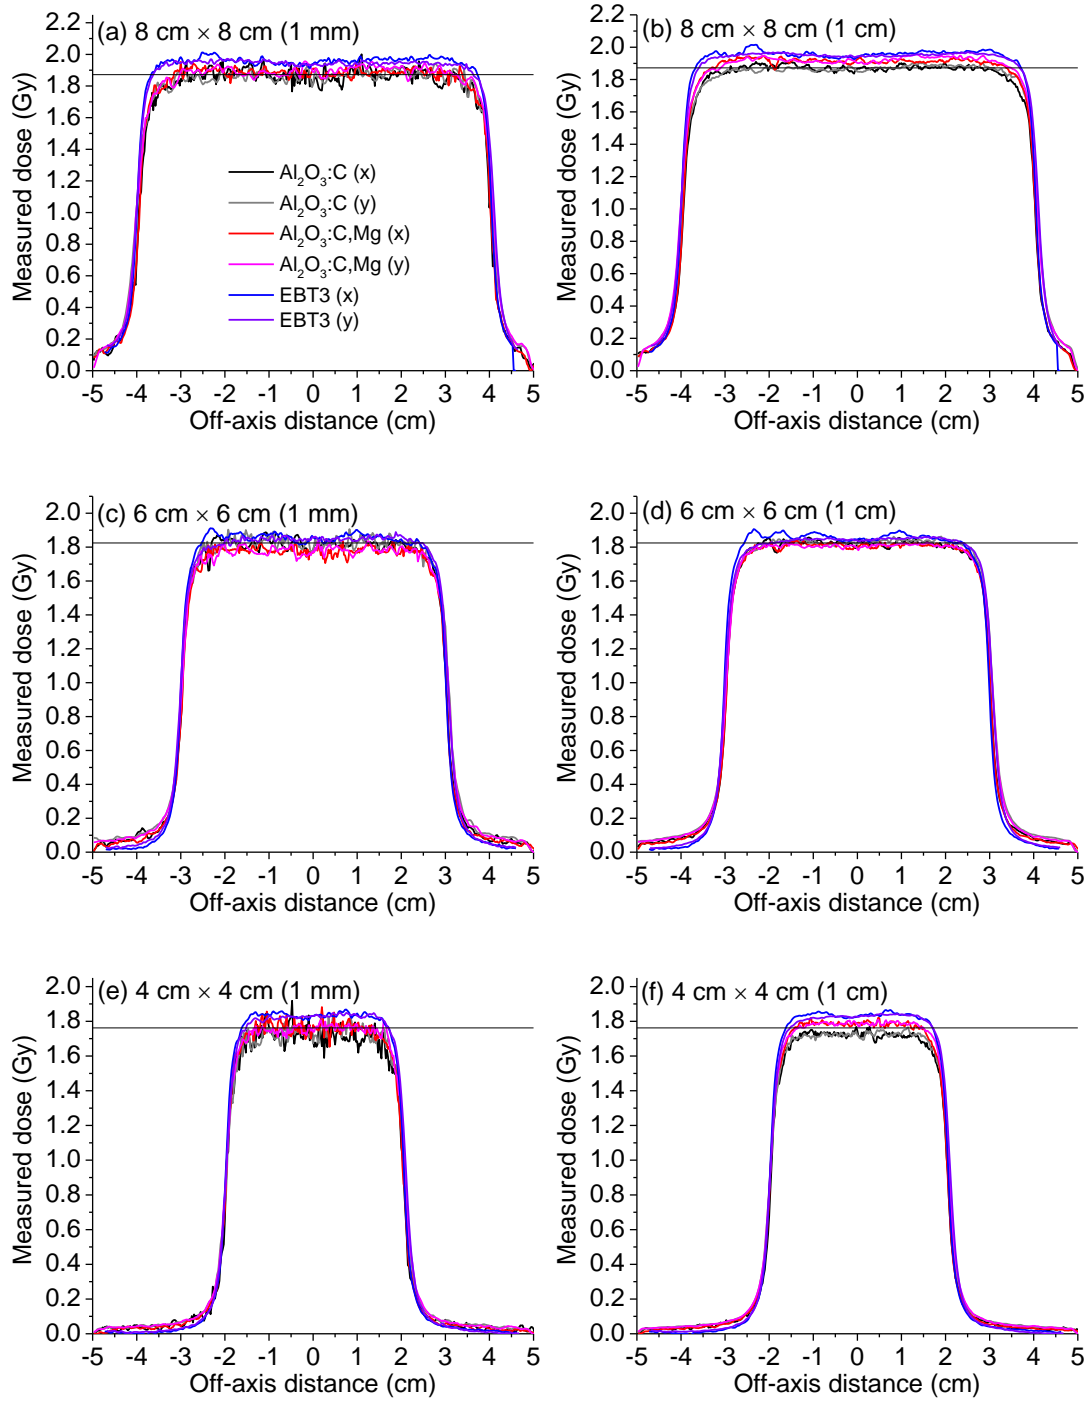 (a) 8 cm × 8 cm (1 mm)
2.2
2.0
1.8
1.6
1.4
1.2
1.0
0.8
0.6
0.4
0.2
0.0
Measured dose (Gy)
Al₂O₃:C (x)
Al₂O₃:C (y)
Al₂O₃:C,Mg (x)
Al₂O₃:C,Mg (y)
EBT3 (x)
EBT3 (y)
-5 -4 -3 -2 -1 0 1 2 3 4 5
Off-axis distance (cm)
(b) 8 cm × 8 cm (1 cm)
2.2
2.0
1.8
1.6
1.4
1.2
1.0
0.8
0.6
0.4
0.2
0.0
Measured dose (Gy)
-5 -4 -3 -2 -1 0 1 2 3 4 5
Off-axis distance (cm)
(c) 6 cm × 6 cm (1 mm)
2.0
1.8
1.6
1.4
1.2
1.0
0.8
0.6
0.4
0.2
0.0
Measured dose (Gy)
-5 -4 -3 -2 -1 0 1 2 3 4 5
Off-axis distance (cm)
(d) 6 cm × 6 cm (1 cm)
2.0
1.8
1.6
1.4
1.2
1.0
0.8
0.6
0.4
0.2
0.0
Measured dose (Gy)
-5 -4 -3 -2 -1 0 1 2 3 4 5
Off-axis distance (cm)
(e) 4 cm × 4 cm (1 mm)
2.0
1.8
1.6
1.4
1.2
1.0
0.8
0.6
0.4
0.2
0.0
Measured dose (Gy)
-5 -4 -3 -2 -1 0 1 2 3 4 5
Off-axis distance (cm)
(f) 4 cm × 4 cm (1 cm)
2.0
1.8
1.6
1.4
1.2
1.0
0.8
0.6
0.4
0.2
0.0
Measured dose (Gy)
-5 -4 -3 -2 -1 0 1 2 3 4 5
Off-axis distance (cm)